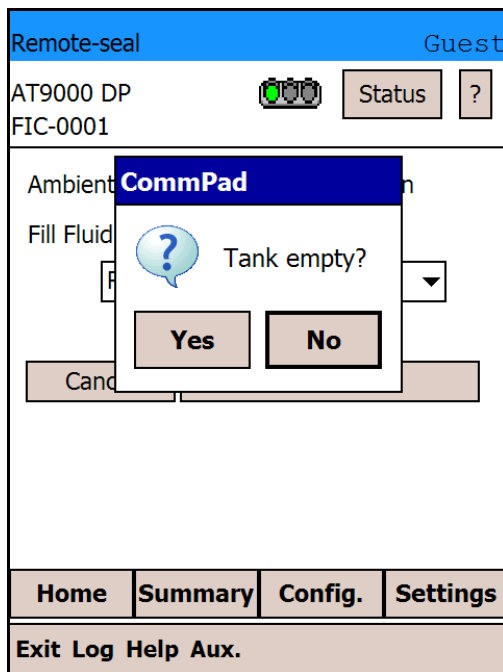 Remote-seal Guest
AT9000 DP Status ?
FIC-0001
Ambient
CommPad
Fill Fluid
Tank empty?
Yes No
Home Summary Config. Settings
Exit Log Help Aux.